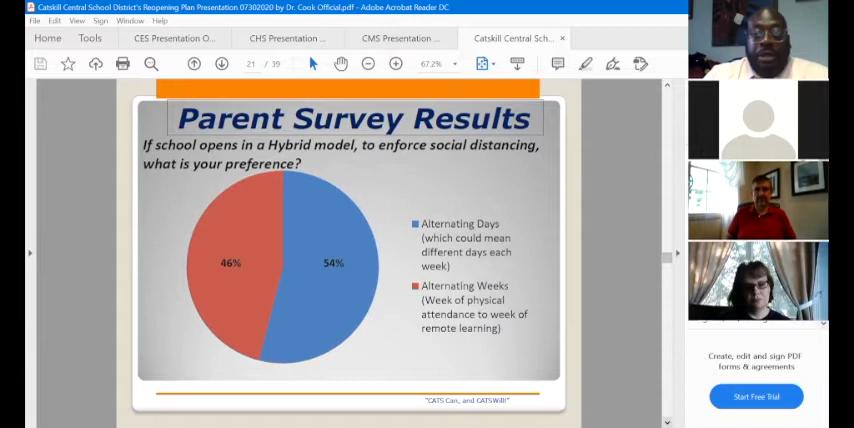 Catskill Central School District's Reopening Plan Presentation 07302020 by Dr. Cook Official.pdf - Adobe Acrobat Reader DC
File Edit View Sign Window Help
Home Tools CES Presentation O... CHS Presentation ... CMS Presentation ... Catskill Central Sch... ×
21 / 39 67.2%
Parent Survey Results
If school opens in a Hybrid model, to enforce social distancing,
what is your preference?
46%
54%
Alternating Days
(which could mean
different days each
week)
Alternating Weeks
(Week of physical
attendance to week of
remote learning)
"CATS Can, and CATS Will!"
Create, edit and sign PDF
forms & agreements
Start Free Trial